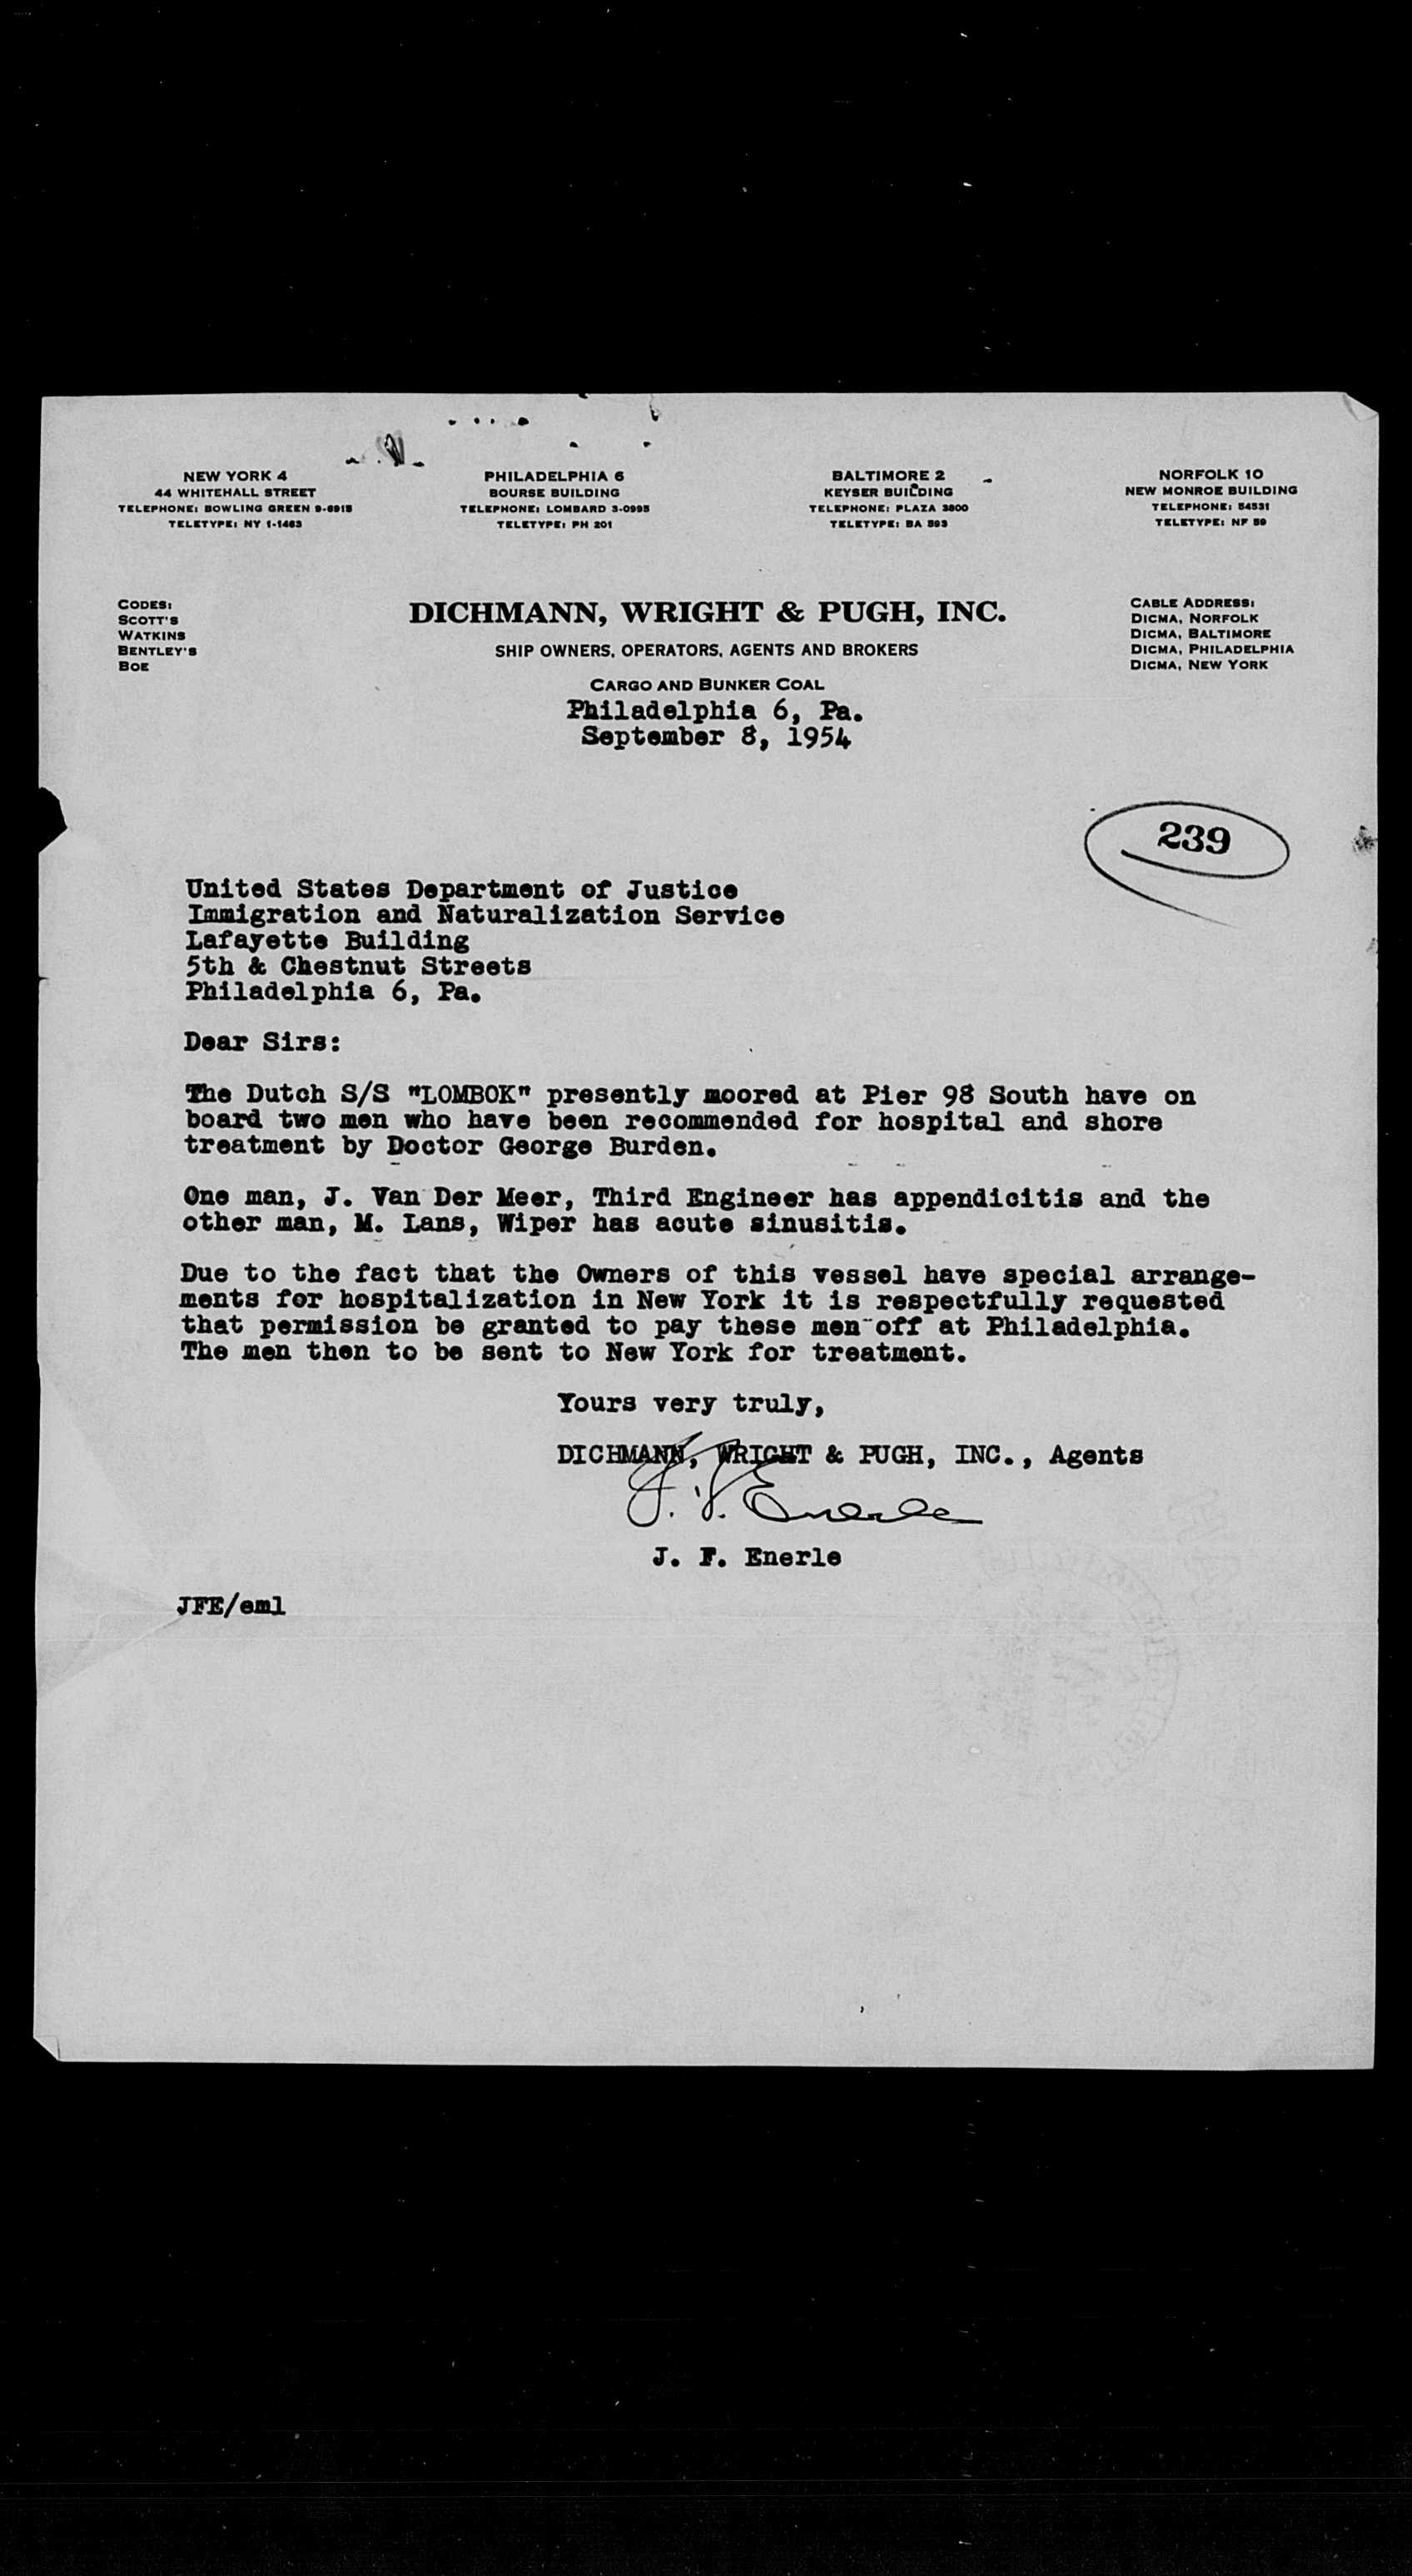 NEW YORK 4
44 WHITEHALL STREET
TELEPHONE: BOWLING GREEN 9-6915
TELETYPE: NY 1-1463
PHILADELPHIA 6
BOURSE BUILDING
TELEPHONE: LOMBARD 3-0995
TELETYPE: PH 201
BALTIMORE 2
KEYSER BUILDING
TELEPHONE: PLAZA 3800
TELETYPE: BA 593
NORFOLK 10
NEW MONROE BUILDING
TELEPHONE: 54531
TELETYPE: NF 59
CODES:
SCOTT'S
WATKINS
BENTLEY'S
BOE
DICHMANN, WRIGHT & PUGH, INC.
SHIP OWNERS, OPERATORS, AGENTS AND BROKERS
CARGO AND BUNKER COAL
CABLE ADDRESS:
DICMA, NORFOLK
DICMA, BALTIMORE
DICMA, PHILADELPHIA
DICMA, NEW YORK
Philadelphia 6, Pa.
September 8, 1954
239
United States Department of Justice
Immigration and Naturalization Service
Lafayette Building
5th & Chestnut Streets
Philadelphia 6, Pa.
Dear Sirs:
The Dutch S/S "LOMBOK" presently moored at Pier 98 South have on
board two men who have been recommended for hospital and shore
treatment by Doctor George Burden.
One man, J. Van Der Meer, Third Engineer has appendicitis and the
other man, M. Lans, Wiper has acute sinusitis.
Due to the fact that the Owners of this vessel have special arrange-
ments for hospitalization in New York it is respectfully requested
that permission be granted to pay these men off at Philadelphia.
The men then to be sent to New York for treatment.
Yours very truly,
DICHMANN, WRIGHT & PUGH, INC., Agents
J. F. Enerle
J. F. Enerle
JFE/eml